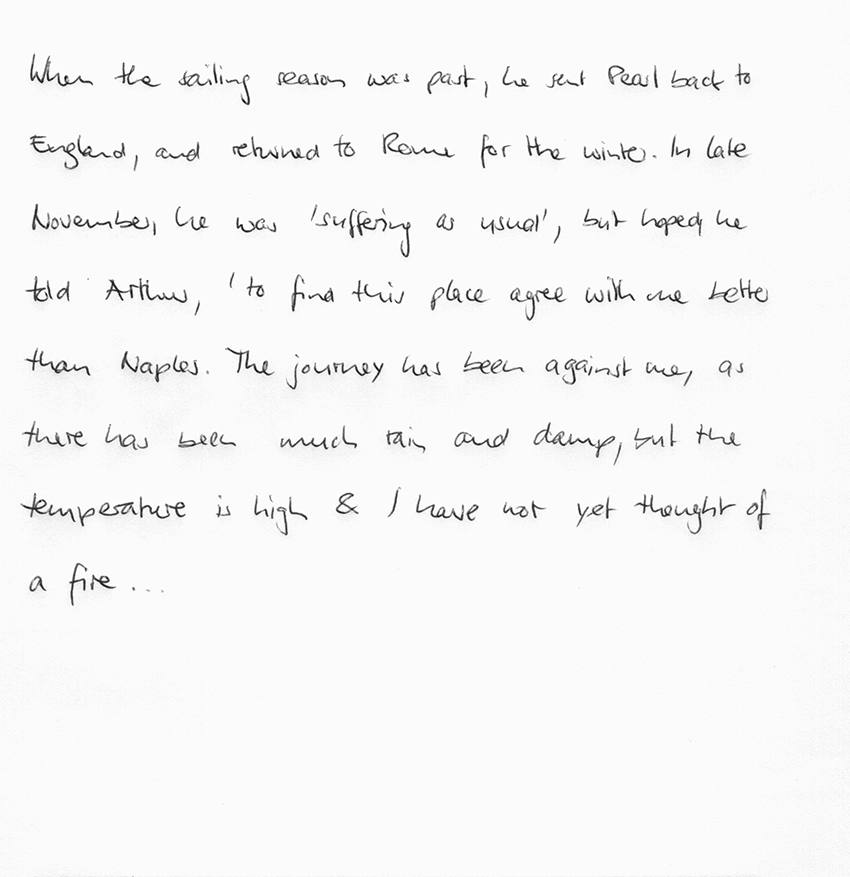 When the sailing season was past, he sent Pearl back to
England, and returned to Rome for the winter. In late
November, he was 'suffering as usual', but hoped, he
told Arthur, 'to find this place agree with me better
than Naples. The journey has been against me, as
there has been much rain and damp, but the
temperature is high & I have not yet thought of
a fire...